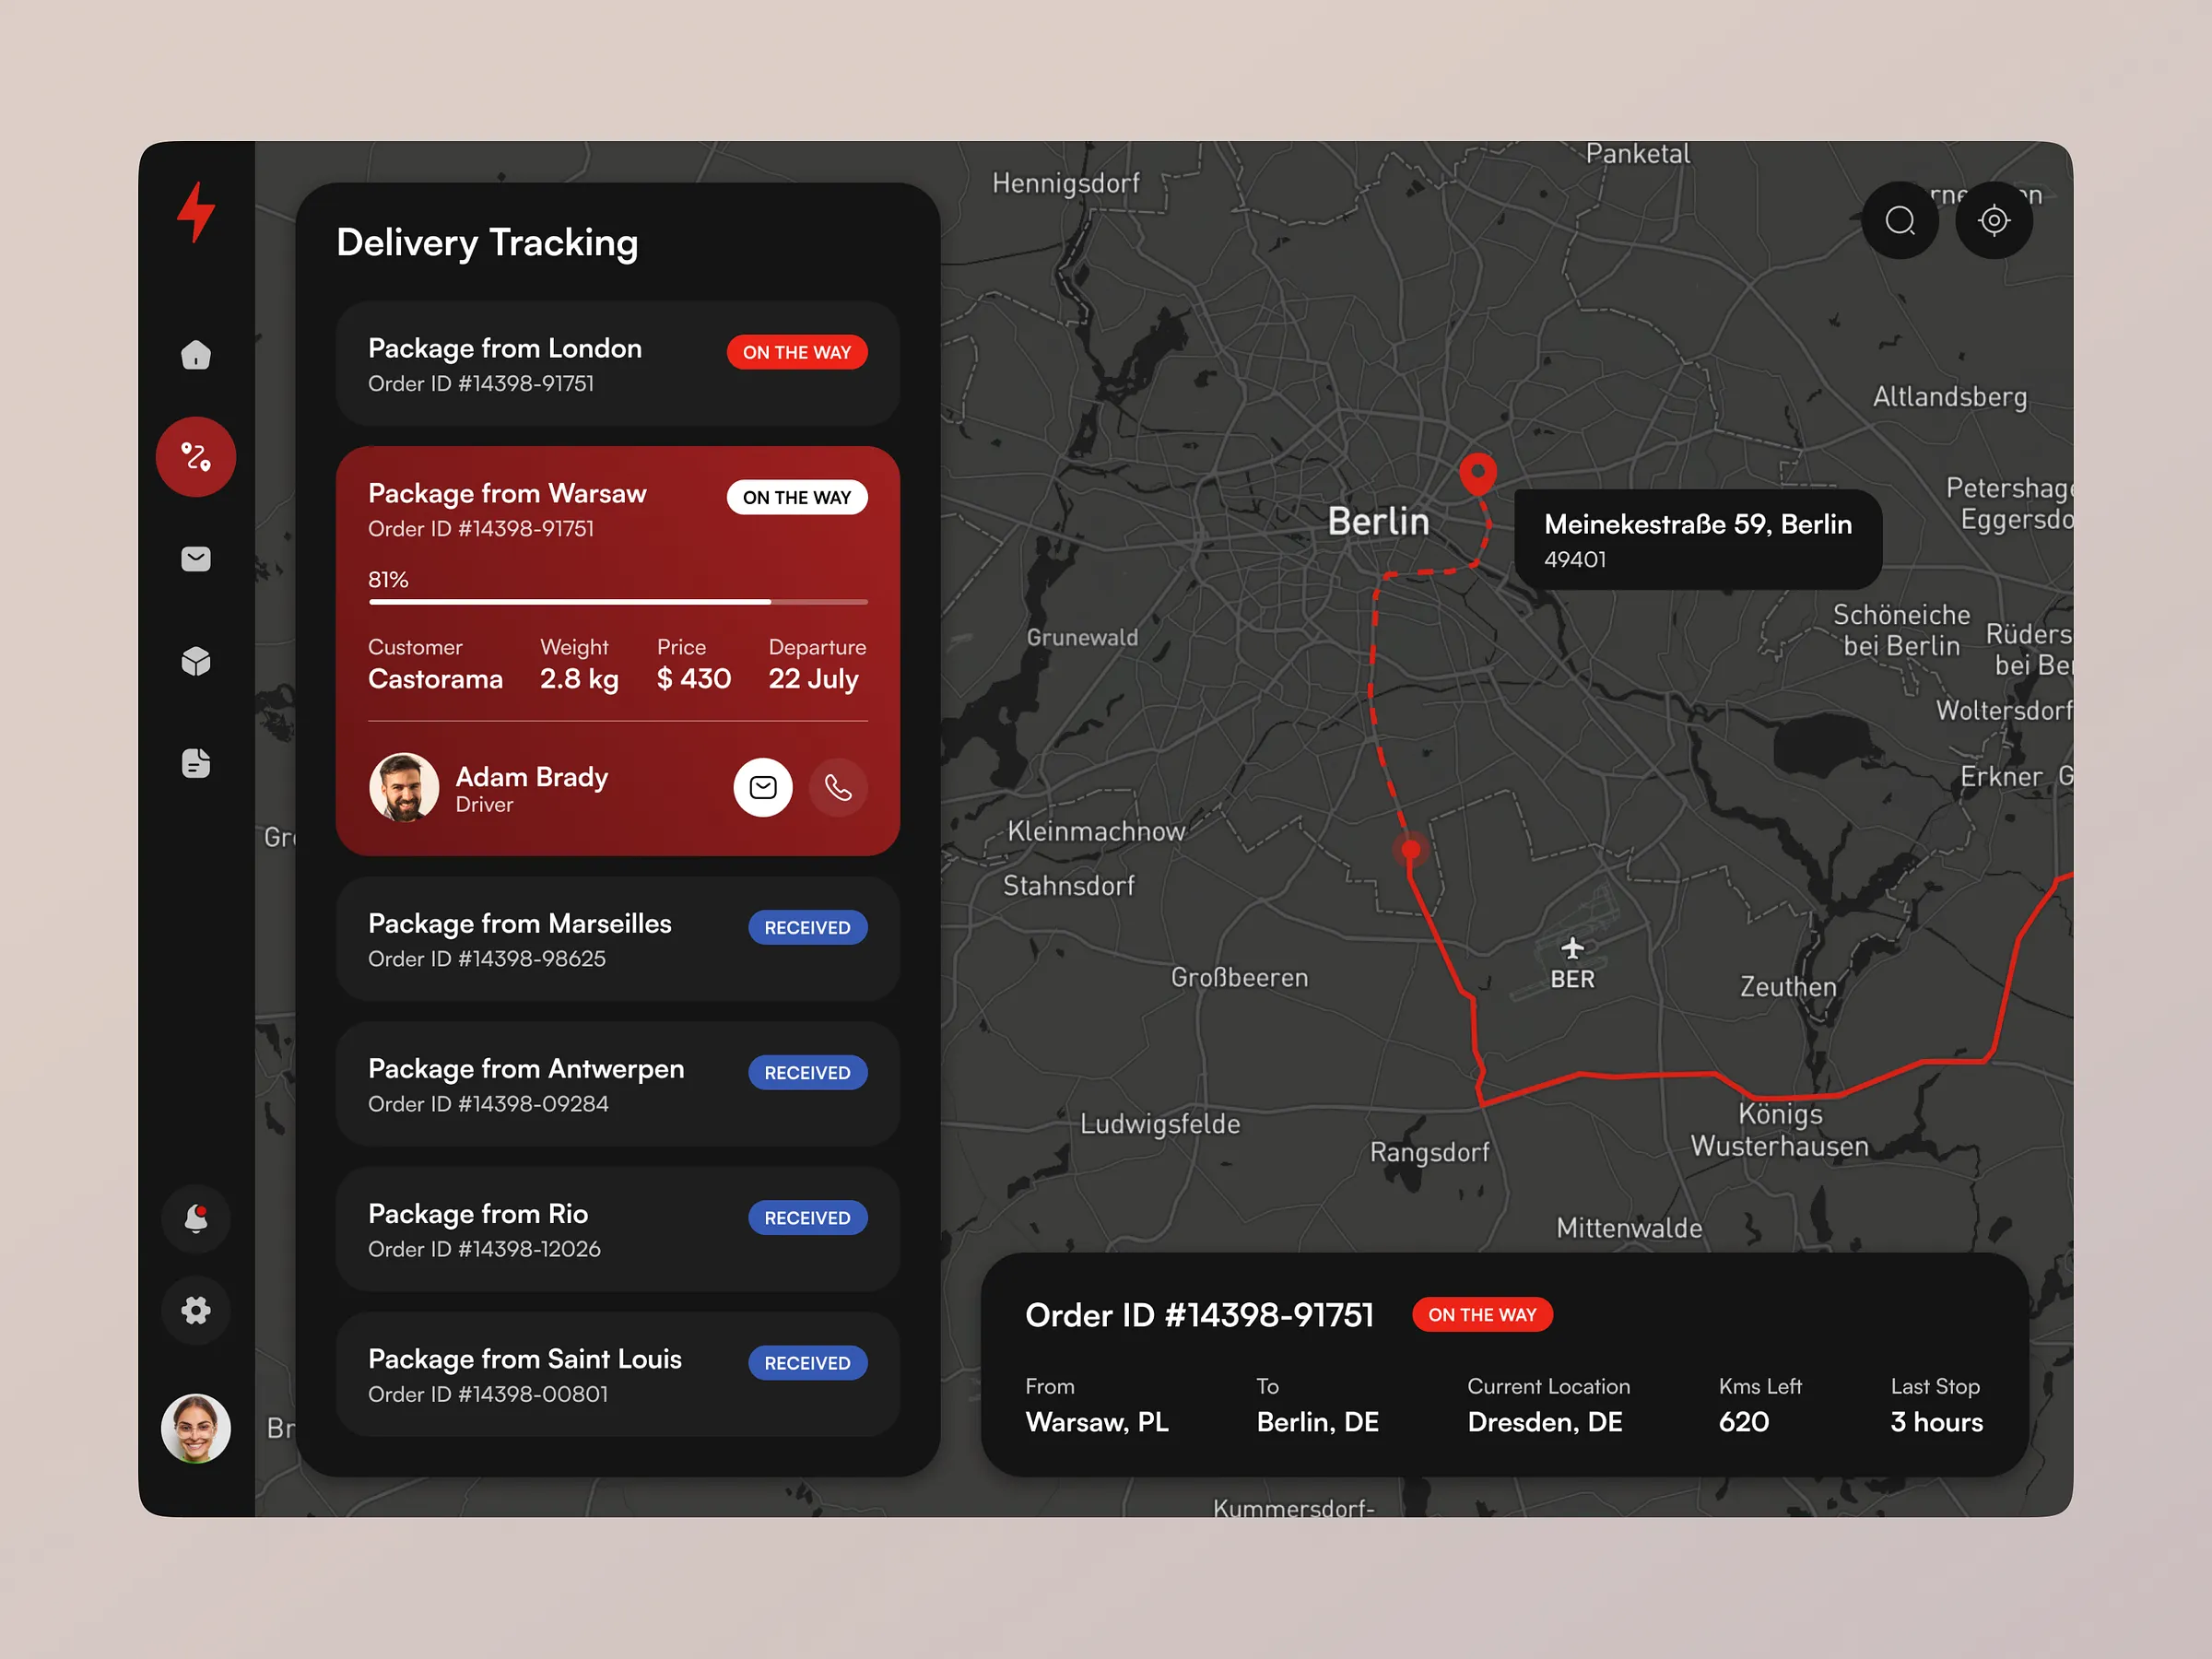 Delivery Tracking
Package from London
ON THE WAY
Order ID #14398-91751
Package from Warsaw
ON THE WAY
Order ID #14398-91751
81%
Customer Weight Price Departure
Castorama 2.8 kg $ 430 22 July
Adam Brady
Driver
Package from Marseilles
RECEIVED
Order ID #14398-98625
Package from Antwerpen
RECEIVED
Order ID #14398-09284
Package from Rio
RECEIVED
Order ID #14398-12026
Package from Saint Louis
RECEIVED
Order ID #14398-00801
Gr
Br
Panketal
Hennigsdorf
Altlandsberg
Petershage
Eggersdo
Berlin
Meinekestraße 59, Berlin
49401
Schöneiche
bei Berlin
Rüders
bei Be
Grunewald
Woltersdorf
Erkner G
Kleinmachnow
Stahnsdorf
Großbeeren
BER
Zeuthen
Königs
Wusterhausen
Ludwigsfelde
Rangsdorf
Mittenwalde
Order ID #14398-91751 ON THE WAY
From To Current Location Kms Left Last Stop
Warsaw, PL Berlin, DE Dresden, DE 620 3 hours
Kummersdorf-